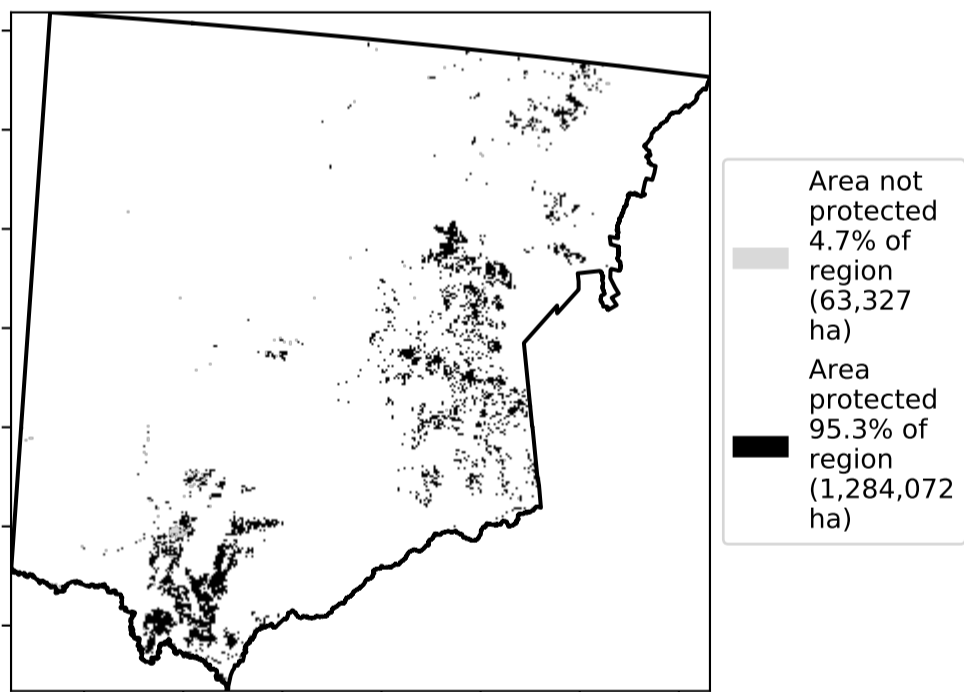 Area not
protected
4.7% of
region
(63,327
ha)
Area
protected
95.3% of
region
(1,284,072
ha)